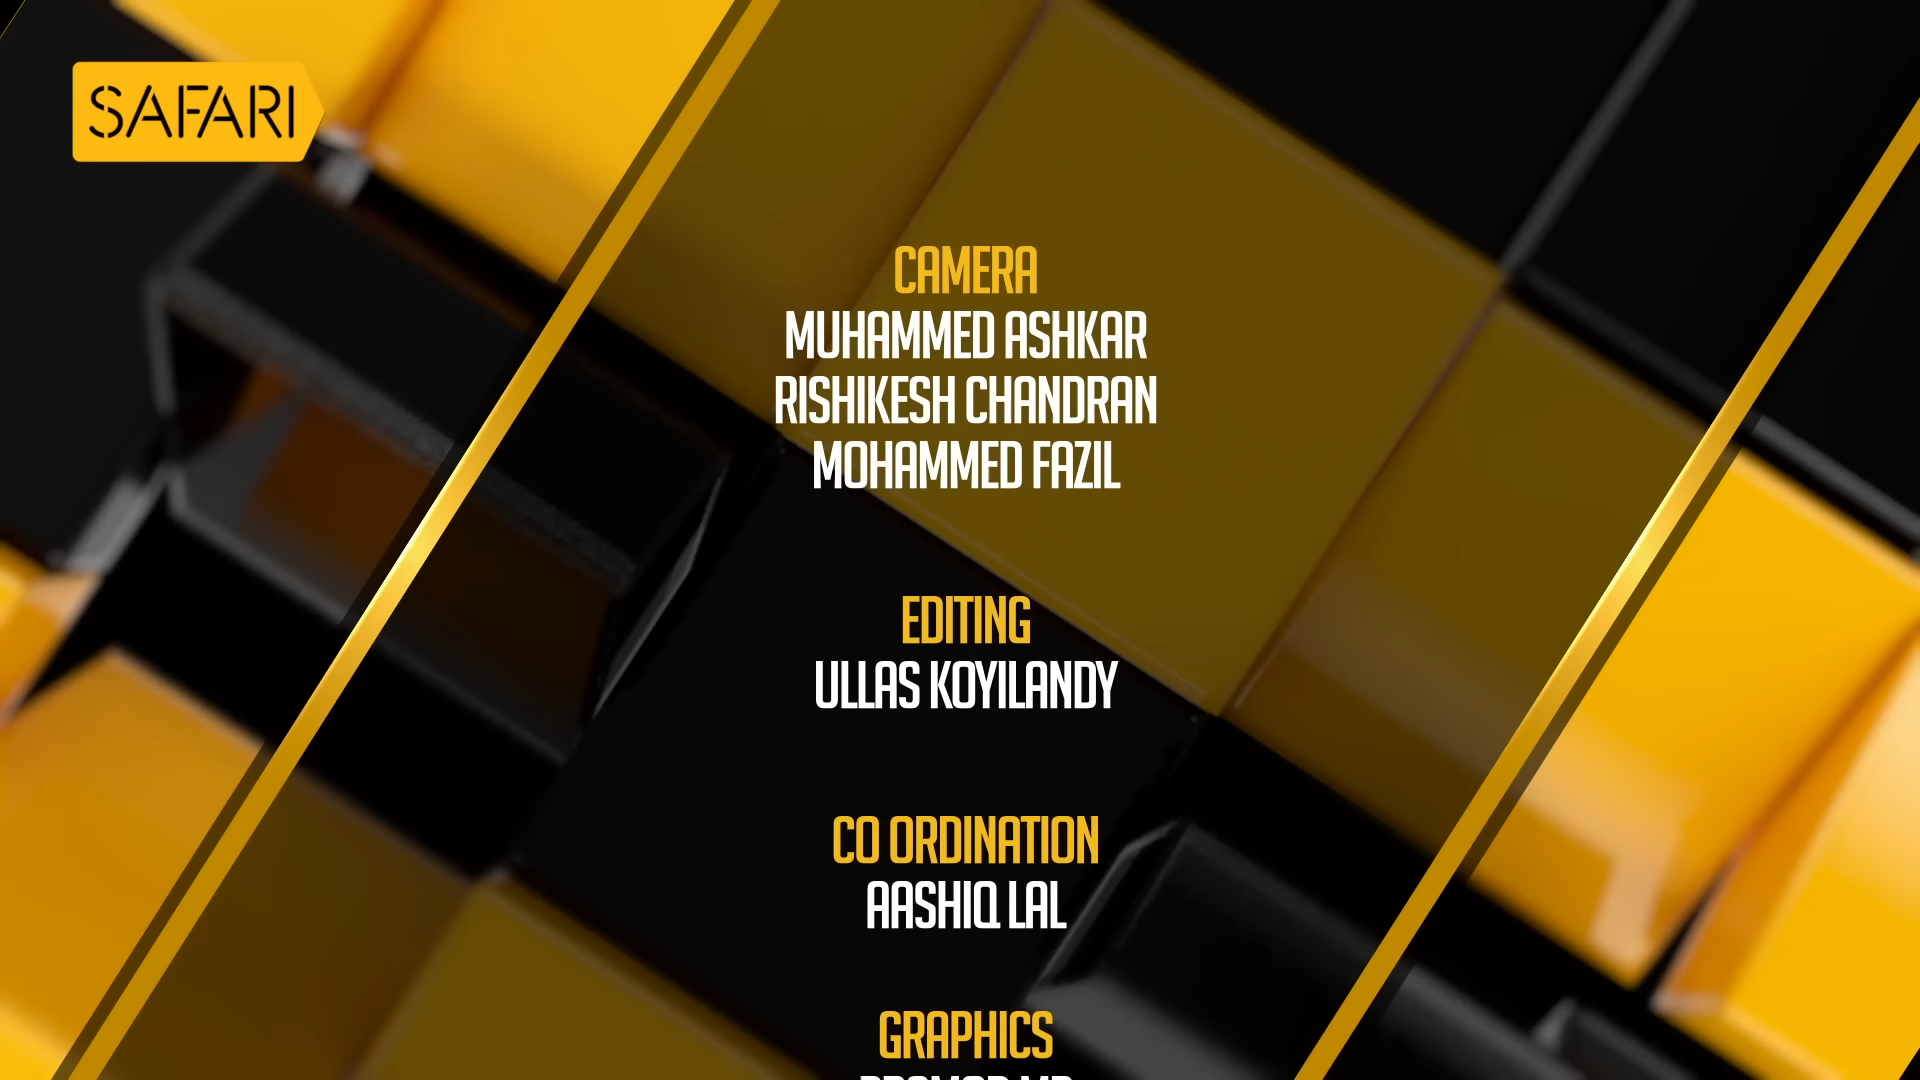 SAFARI
CAMERA
MUHAMMED ASHKAR
RISHIKESH CHANDRAN
MOHAMMED FAZIL
EDITING
ULLAS KOYILANDY
CO ORDINATION
AASHIQ LAL
GRAPHICS